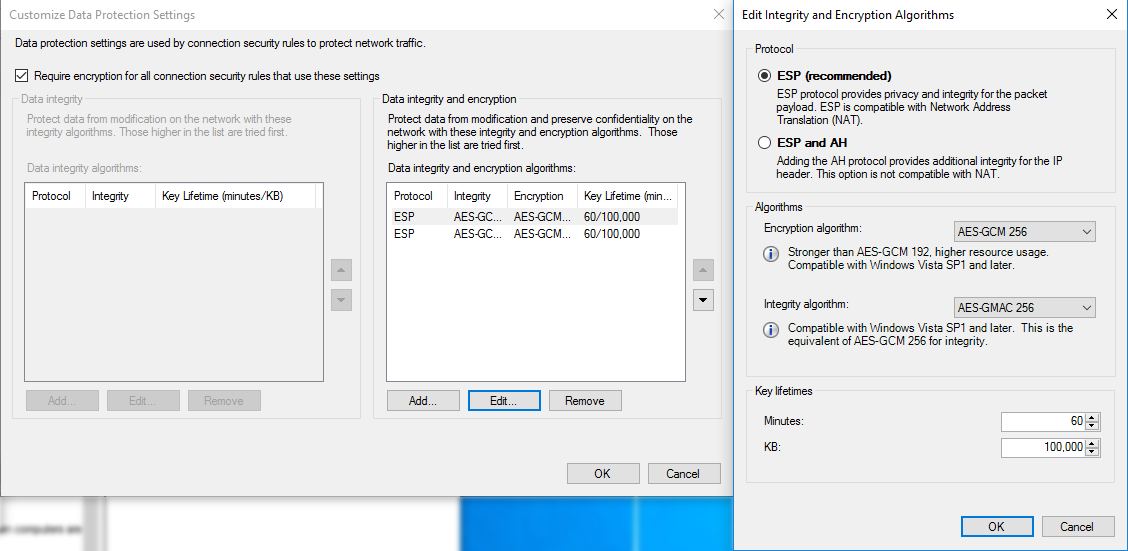 Customize Data Protection Settings
Data protection settings are used by connection security rules to protect network traffic.
Require encryption for all connection security rules that use these settings
Data integrity
Protect data from modification on the network with these
integrity algorithms. Those higher in the list are tried first.
Data integrity algorithms:
Protocol Integrity Key Lifetime (minutes/KB)
Add... Edit... Remove
Data integrity and encryption
Protect data from modification and preserve confidentiality on the
network with these integrity and encryption algorithms. Those
higher in the list are tried first.
Data integrity and encryption algorithms:
Protocol Integrity Encryption Key Lifetime (min...
ESP AES-GC... AES-GCM... 60/100,000
ESP AES-GC... AES-GCM... 60/100,000
Add... Edit... Remove
OK Cancel
computers are
Edit Integrity and Encryption Algorithms
Protocol
ESP (recommended)
ESP protocol provides privacy and integrity for the packet
payload. ESP is compatible with Network Address
Translation (NAT).
ESP and AH
Adding the AH protocol provides additional integrity for the IP
header. This option is not compatible with NAT.
Algorithms
Encryption algorithm: AES-GCM 256
Stronger than AES-GCM 192, higher resource usage.
Compatible with Windows Vista SP1 and later.
Integrity algorithm: AES-GMAC 256
Compatible with Windows Vista SP1 and later. This is the
equivalent of AES-GCM 256 for integrity.
Key lifetimes
Minutes: 60
KB: 100,000
OK Cancel